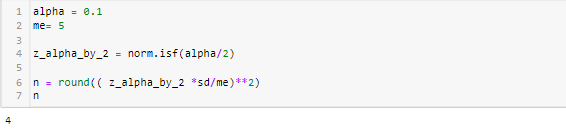 1 alpha = 0.1
2 me= 5
3
4 z_alpha_by_2 = norm.isf(alpha/2)
5
6 n = round(( z_alpha_by_2 *sd/me)**2)
7 n
4